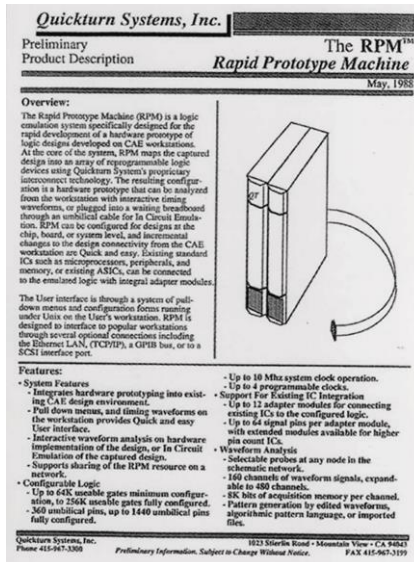 Quickturn Systems, Inc.
Preliminary
Product Description
The RPM™
Rapid Prototype Machine
May, 1988
Overview:
The Rapid Prototype Machine (RPM) is a logic
emulation system specifically designed for the
rapid development of a hardware prototype of
logic designs developed on CAE workstations.
At the core of the system, RPM maps the captured
design into an array of reprogrammable logic
devices using Quickturn System's proprietary
interconnect technology. The resulting configur-
ation is a hardware prototype that can be analyzed
from the workstation with interactive timing
waveforms, or plugged into a waiting breadboard
through an umbilical cable for In Circuit Emula-
tion. RPM can be configured for designs at the
chip, board, or system level, and incremental
changes to the design connectivity from the CAE
workstation are Quick and easy. Existing standard
ICs such as microprocessors, peripherals, and
memory, or existing ASICs, can be connected
to the emulated logic with integral adapter modules.
The User interface is through a system of pull-
down menus and configuration forms running
under Unix on the User's workstation. RPM is
designed to interface to popular workstations
through several optional connections including
the Ethernet LAN, (TCP/IP), a GPIB bus, or to a
SCSI interface port.
QT
Features:
• System Features
- Integrates hardware prototyping into exist-
ing CAE design environment.
- Pull down menus, and timing waveforms on
the workstation provides Quick and easy
User interface.
- Interactive waveform analysis on hardware
implementation of the design, or In Circuit
Emulation of the captured design.
- Supports sharing of the RPM resource on a
network.
• Configurable Logic
- Up to 64K useable gates minimum configur-
ation, to 256K useable gates fully configured.
- 360 umbilical pins, up to 1440 umbilical pins
fully configured.
- Up to 10 Mhz system clock operation.
- Up to 4 programmable clocks.
• Support For Existing IC Integration
- Up to 12 adapter modules for connecting
existing ICs to the configured logic.
- Up to 64 signal pins per adapter module,
with extended modules available for higher
pin count ICs.
• Waveform Analysis
- Selectable probes at any node in the
schematic network.
- 160 channels of waveform signals, expand-
able to 480 channels.
- 8K bits of acquisition memory per channel.
- Pattern generation by edited waveforms,
algorithmic pattern language, or imported
files.
Quickturn Systems, Inc.
Phone 415-967-3300
Preliminary Information. Subject to Change Without Notice.
1023 Stierlin Road • Mountain View • CA 94043
FAX 415-967-3199